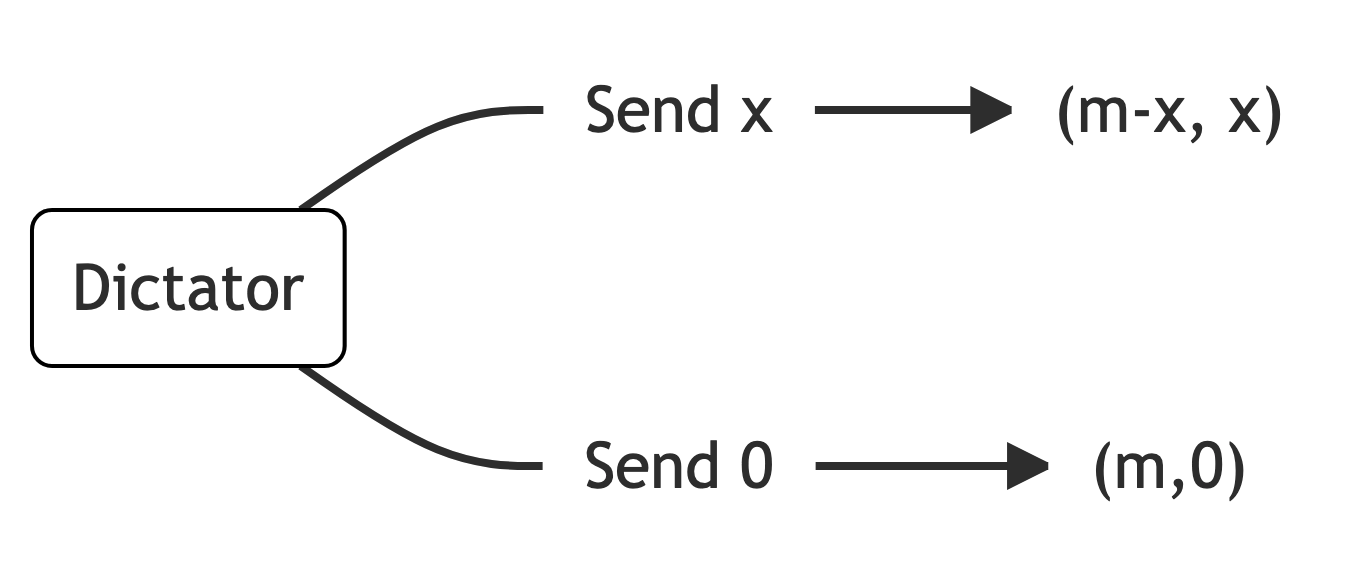 Send x
(m-x, x)
Dictator
Send 0
(m,0)